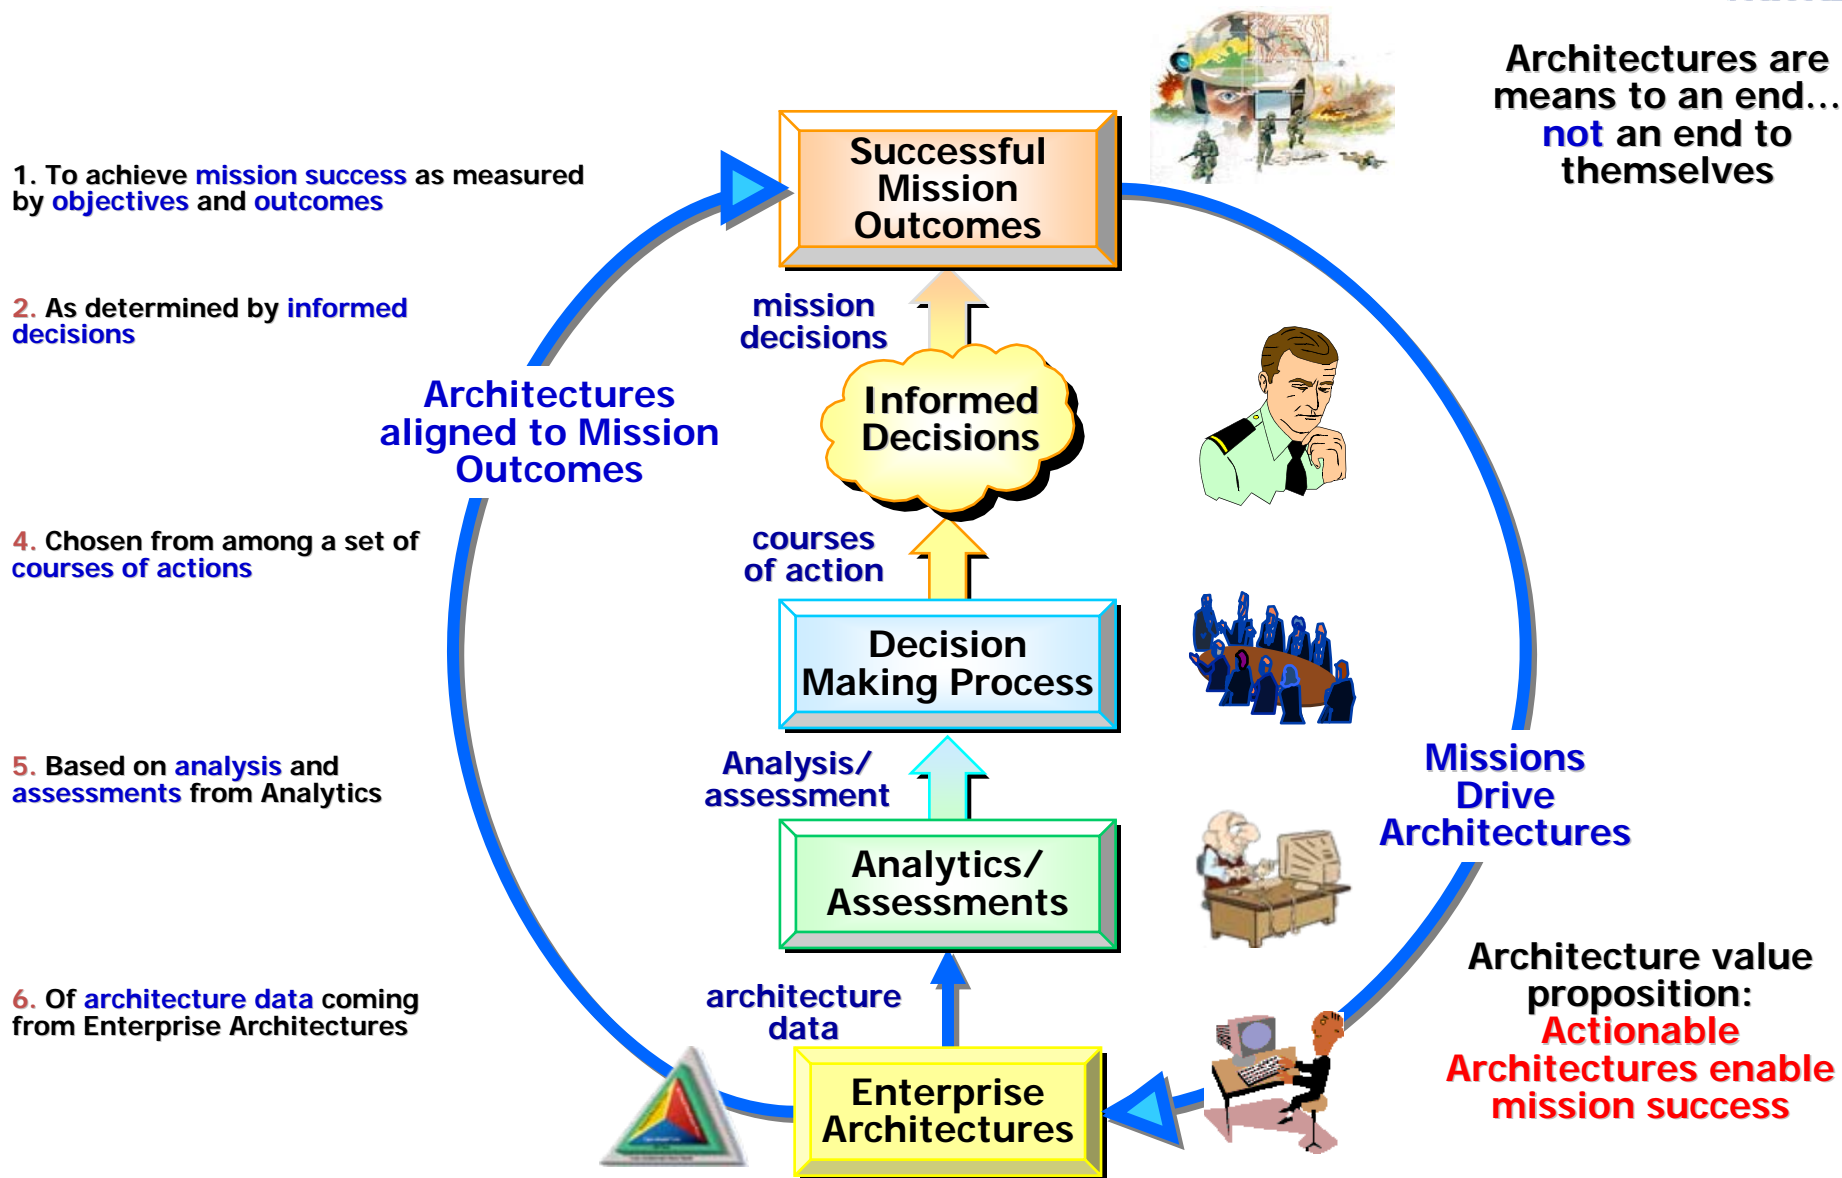 Architectures are
means to an end...
not an end to
themselves
1. To achieve mission success as measured
by objectives and outcomes
2. As determined by informed
decisions
4. Chosen from among a set of
courses of actions
5. Based on analysis and
assessments from Analytics
6. Of architecture data coming
from Enterprise Architectures
Architectures
aligned to Mission
Outcomes
Successful
Mission
Outcomes
mission
decisions
Informed
Decisions
courses
of action
Decision
Making Process
Analysis/
assessment
Analytics/
Assessments
architecture
data
Enterprise
Architectures
Missions
Drive
Architectures
Architecture value
proposition:
Actionable
Architectures enable
mission success